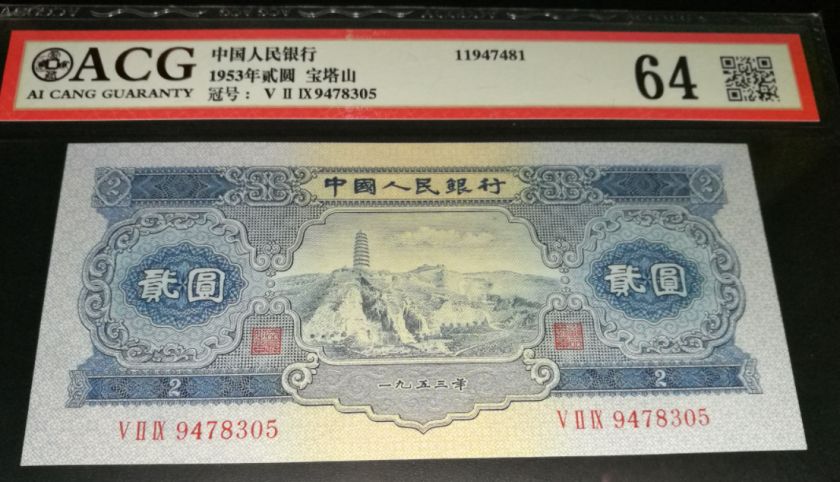 ACG
AI CANG GUARANTY
中国人民银行
1953年贰圆 宝塔山
冠号: V II IX 9478305
11947481
64
2
2
中國人民銀行
貳圓
貳圓
一九五三年
2
2
V II IX 9478305
V II IX 9478305